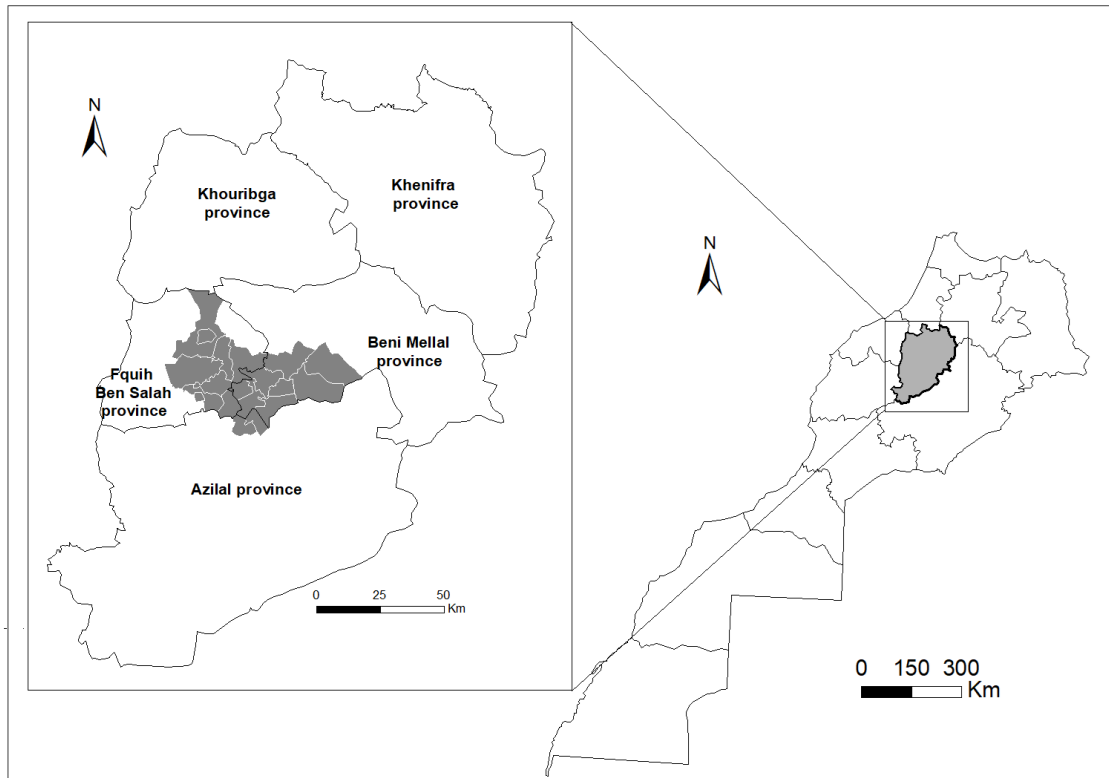 N
Khouribga
province
Khenifra
province
Beni Mellal
province
Fquih
Ben Salah
province
Azilal province
0 25 50
Km
N
0 150 300
Km